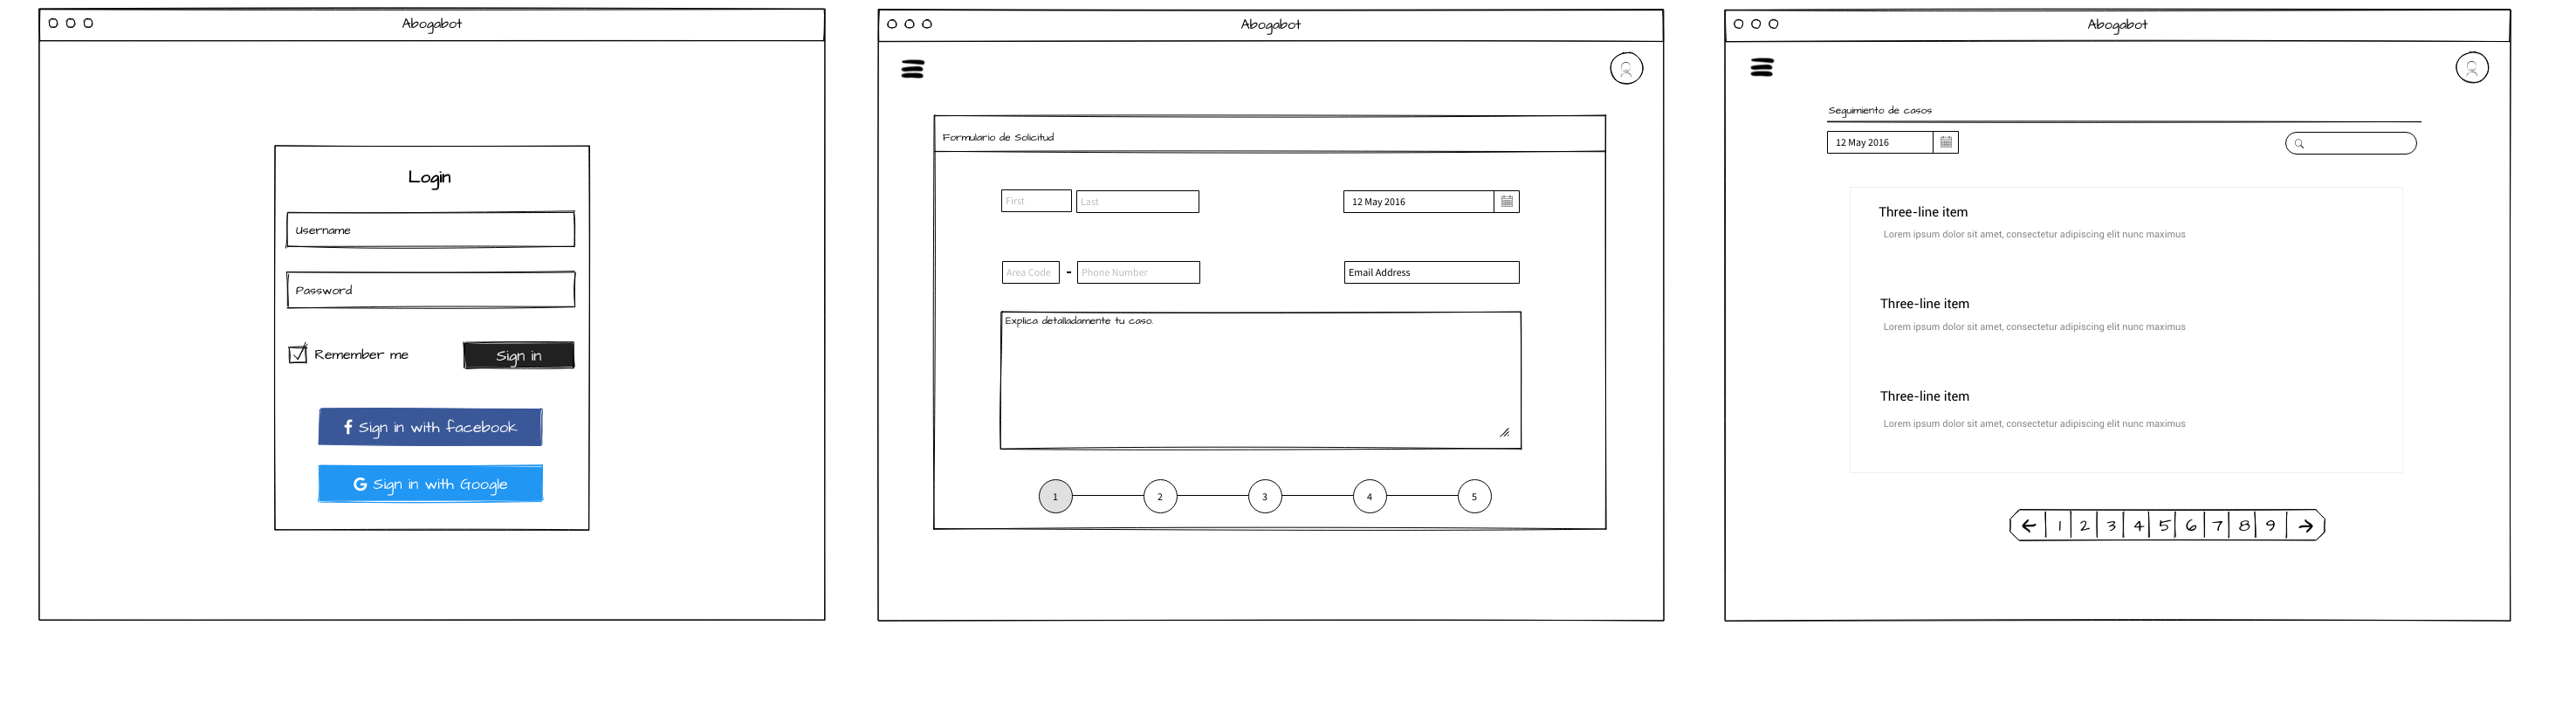 Abogabot
Login
Username
Password
Remember me
Sign in
Sign in with facebook
G Sign in with Google
Abogabot
Formulario de Solicitud
First
Last
12 May 2016
Area Code
-
Phone Number
Email Address
Explica detalladamente tu caso.
1
2
3
4
5
Abogabot
Seguimiento de casos
12 May 2016
Three-line item
Lorem ipsum dolor sit amet, consectetur adipiscing elit nunc maximus
Three-line item
Lorem ipsum dolor sit amet, consectetur adipiscing elit nunc maximus
Three-line item
Lorem ipsum dolor sit amet, consectetur adipiscing elit nunc maximus
← 1 2 3 4 5 6 7 8 9 →